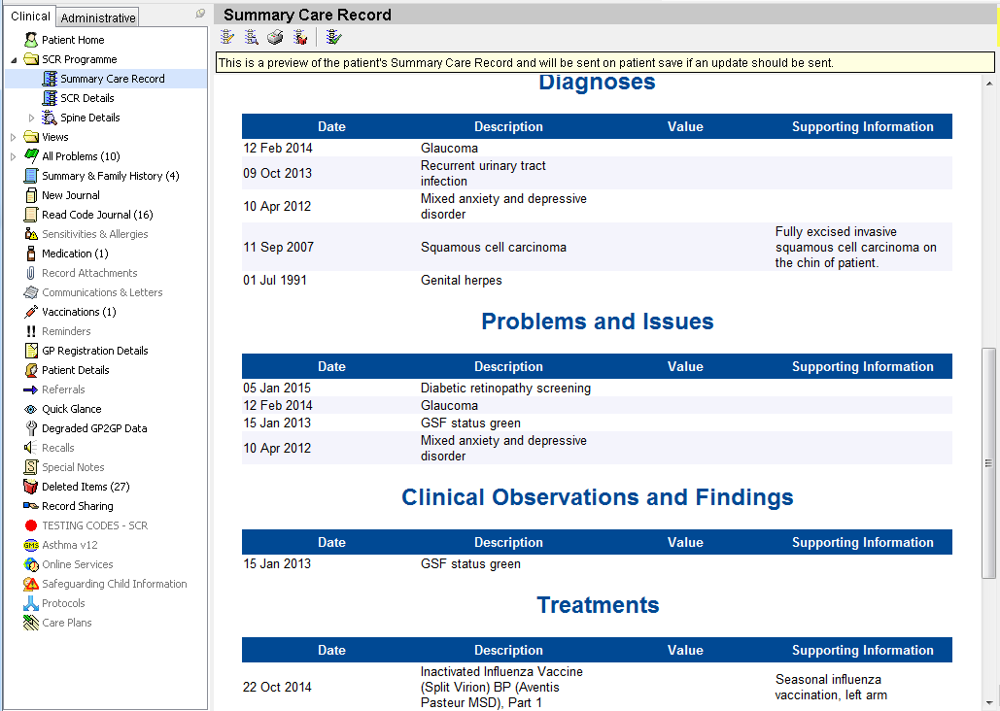 Clinical
Administrative
Patient Home
SCR Programme
Summary Care Record
SCR Details
Spine Details
Views
All Problems (10)
Summary & Family History (4)
New Journal
Read Code Journal (16)
Sensitivities & Allergies
Medication (1)
Record Attachments
Communications & Letters
Vaccinations (1)
Reminders
GP Registration Details
Patient Details
Referrals
Quick Glance
Degraded GP2GP Data
Recalls
Special Notes
Deleted Items (27)
Record Sharing
TESTING CODES - SCR
GMS Asthma v12
Online Services
Safeguarding Child Information
Protocols
Care Plans
Summary Care Record
This is a preview of the patient's Summary Care Record and will be sent on patient save if an update should be sent.
Diagnoses
Date Description Value Supporting Information
12 Feb 2014 Glaucoma
09 Oct 2013 Recurrent urinary tract
infection
10 Apr 2012 Mixed anxiety and depressive
disorder
11 Sep 2007 Squamous cell carcinoma Fully excised invasive
squamous cell carcinoma on
the chin of patient.
01 Jul 1991 Genital herpes
Problems and Issues
Date Description Value Supporting Information
05 Jan 2015 Diabetic retinopathy screening
12 Feb 2014 Glaucoma
15 Jan 2013 GSF status green
10 Apr 2012 Mixed anxiety and depressive
disorder
Clinical Observations and Findings
Date Description Value Supporting Information
15 Jan 2013 GSF status green
Treatments
Date Description Value Supporting Information
22 Oct 2014 Inactivated Influenza Vaccine
(Split Virion) BP (Aventis
Pasteur MSD), Part 1
Seasonal influenza
vaccination, left arm